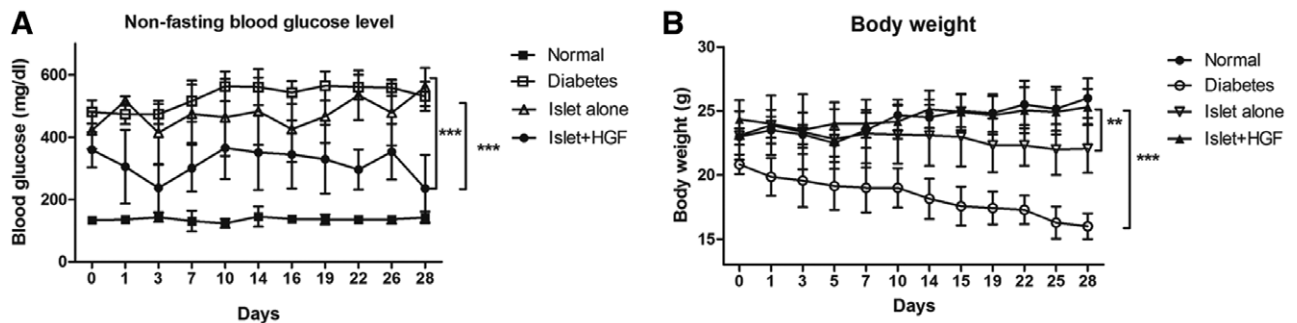 A
Non-fasting blood glucose level
Blood glucose (mg/dl)
600
400
200
0
0 1 3 7 10 14 16 19 22 26 28
Days
***
***
Normal
Diabetes
Islet alone
Islet+HGF
B
Body weight
Body weight (g)
30
25
20
15
0 1 3 5 7 10 14 15 19 22 25 28
Days
**
***
Normal
Diabetes
Islet alone
Islet+HGF